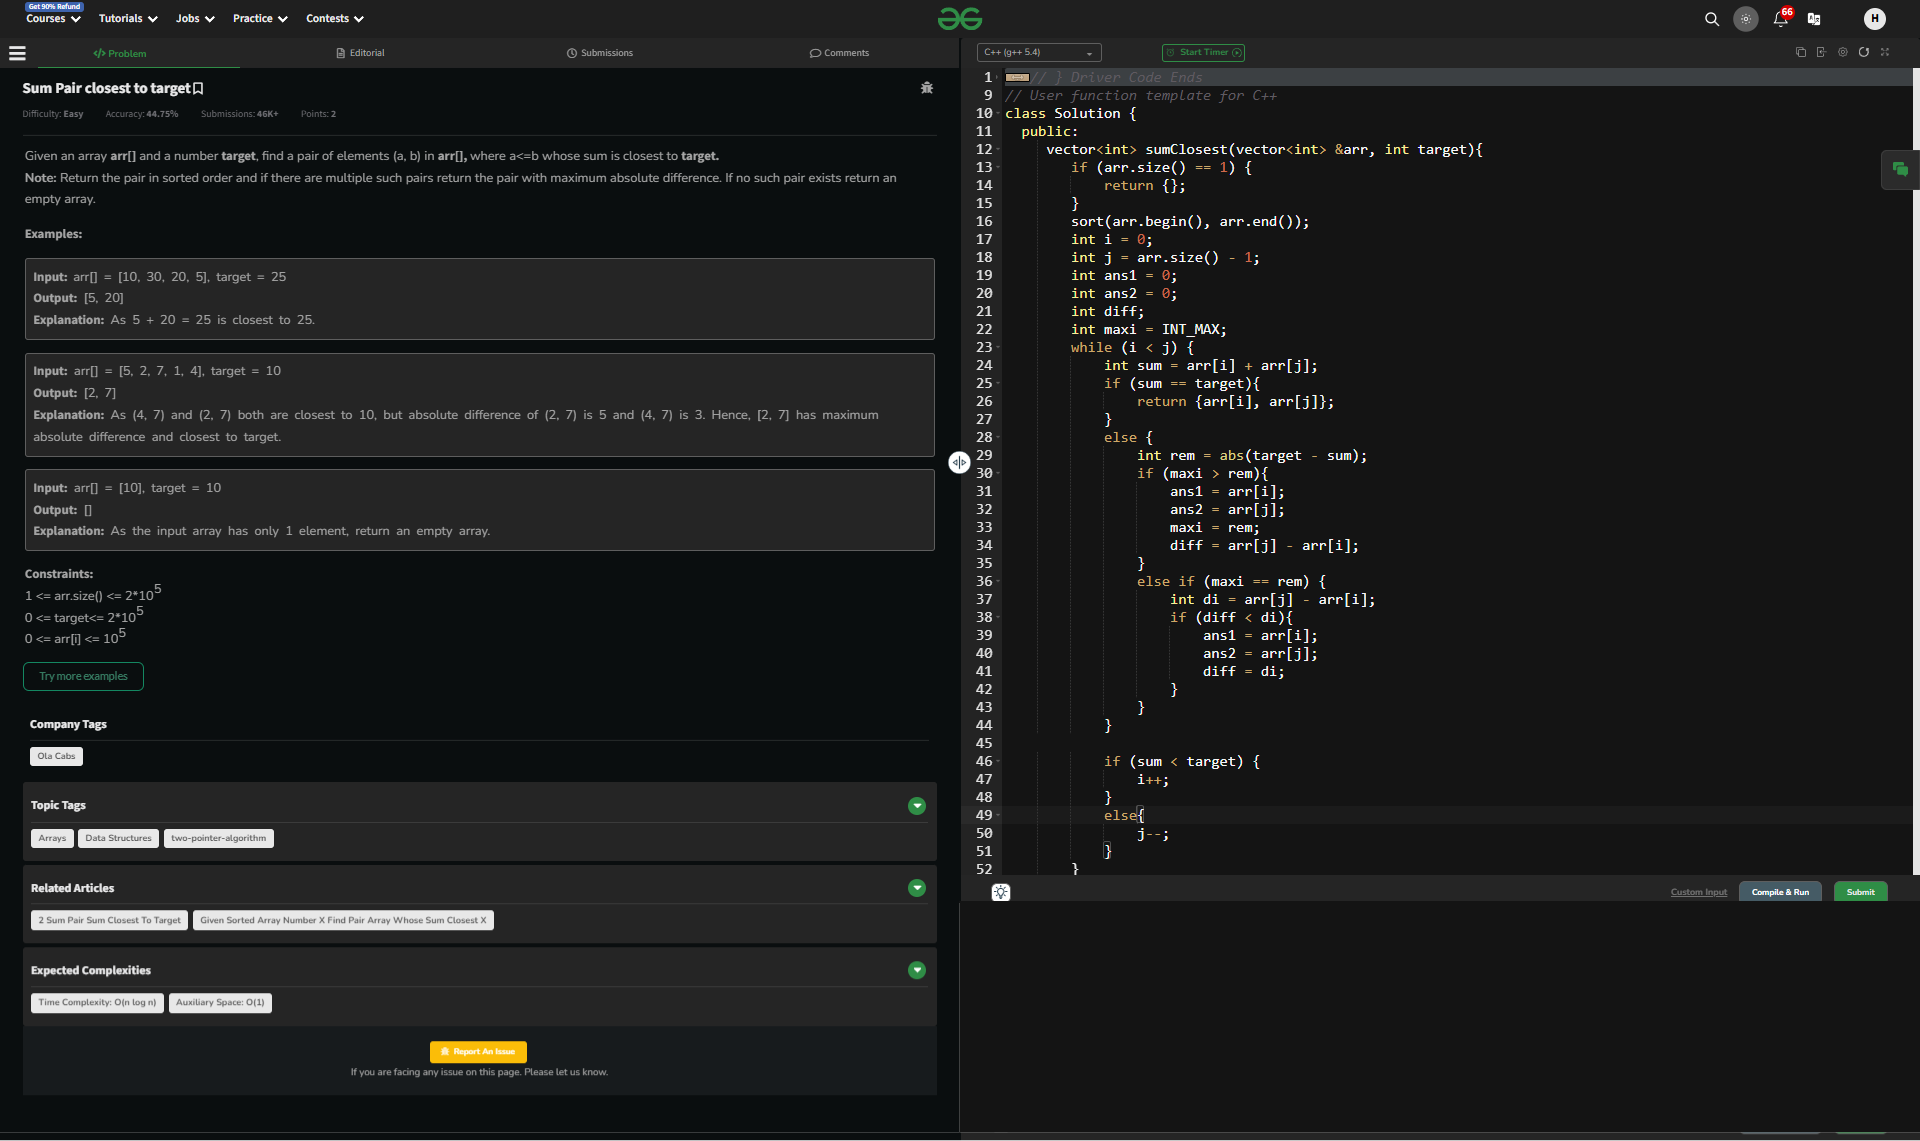 Get 90% Refund
Courses Tutorials Jobs Practice Contests
66
H
Problem Editorial Submissions Comments
C++ (g++ 5.4) Start Timer
Sum Pair closest to target
Difficulty: Easy Accuracy: 44.75% Submissions: 46K+ Points: 2
Given an array arr[] and a number target, find a pair of elements (a, b) in arr[], where a<=b whose sum is closest to target.
Note: Return the pair in sorted order and if there are multiple such pairs return the pair with maximum absolute difference. If no such pair exists return an
empty array.
Examples:
Input: arr[] = [10, 30, 20, 5], target = 25
Output: [5, 20]
Explanation: As 5 + 20 = 25 is closest to 25.
Input: arr[] = [5, 2, 7, 1, 4], target = 10
Output: [2, 7]
Explanation: As (4, 7) and (2, 7) both are closest to 10, but absolute difference of (2, 7) is 5 and (4, 7) is 3. Hence, [2, 7] has maximum
absolute difference and closest to target.
Input: arr[] = [10], target = 10
Output: []
Explanation: As the input array has only 1 element, return an empty array.
Constraints:
1 <= arr.size() <= 2*10^5
0 <= target<= 2*10^5
0 <= arr[i] <= 10^5
Try more examples
Company Tags
Ola Cabs
Topic Tags
Arrays Data Structures two-pointer-algorithm
Related Articles
2 Sum Pair Sum Closest To Target Given Sorted Array Number X Find Pair Array Whose Sum Closest X
Expected Complexities
Time Complexity: O(n log n) Auxiliary Space: O(1)
Report An Issue
If you are facing any issue on this page. Please let us know.
1 // } Driver Code Ends
9 // User function template for C++
10 class Solution {
11 public:
12 vector<int> sumClosest(vector<int> &arr, int target){
13 if (arr.size() == 1) {
14 return {};
15 }
16 sort(arr.begin(), arr.end());
17 int i = 0;
18 int j = arr.size() - 1;
19 int ans1 = 0;
20 int ans2 = 0;
21 int diff;
22 int maxi = INT_MAX;
23 while (i < j) {
24 int sum = arr[i] + arr[j];
25 if (sum == target){
26 return {arr[i], arr[j]};
27 }
28 else {
29 int rem = abs(target - sum);
30 if (maxi > rem){
31 ans1 = arr[i];
32 ans2 = arr[j];
33 maxi = rem;
34 diff = arr[j] - arr[i];
35 }
36 else if (maxi == rem) {
37 int di = arr[j] - arr[i];
38 if (diff < di){
39 ans1 = arr[i];
40 ans2 = arr[j];
41 diff = di;
42 }
43 }
44 }
45
46 if (sum < target) {
47 i++;
48 }
49 else{
50 j--;
51 }
52 }
Custom Input Compile & Run Submit